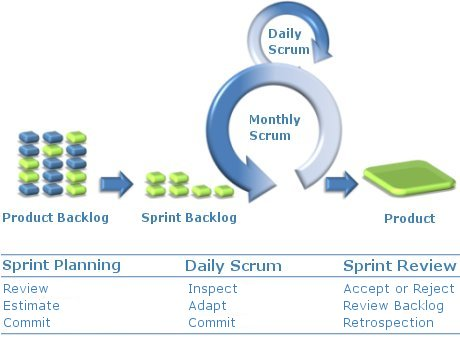 Daily
Scrum
Monthly
Scrum
Product Backlog
Sprint Backlog
Product
Sprint Planning Daily Scrum Sprint Review
Review Inspect Accept or Reject
Estimate Adapt Review Backlog
Commit Commit Retrospection